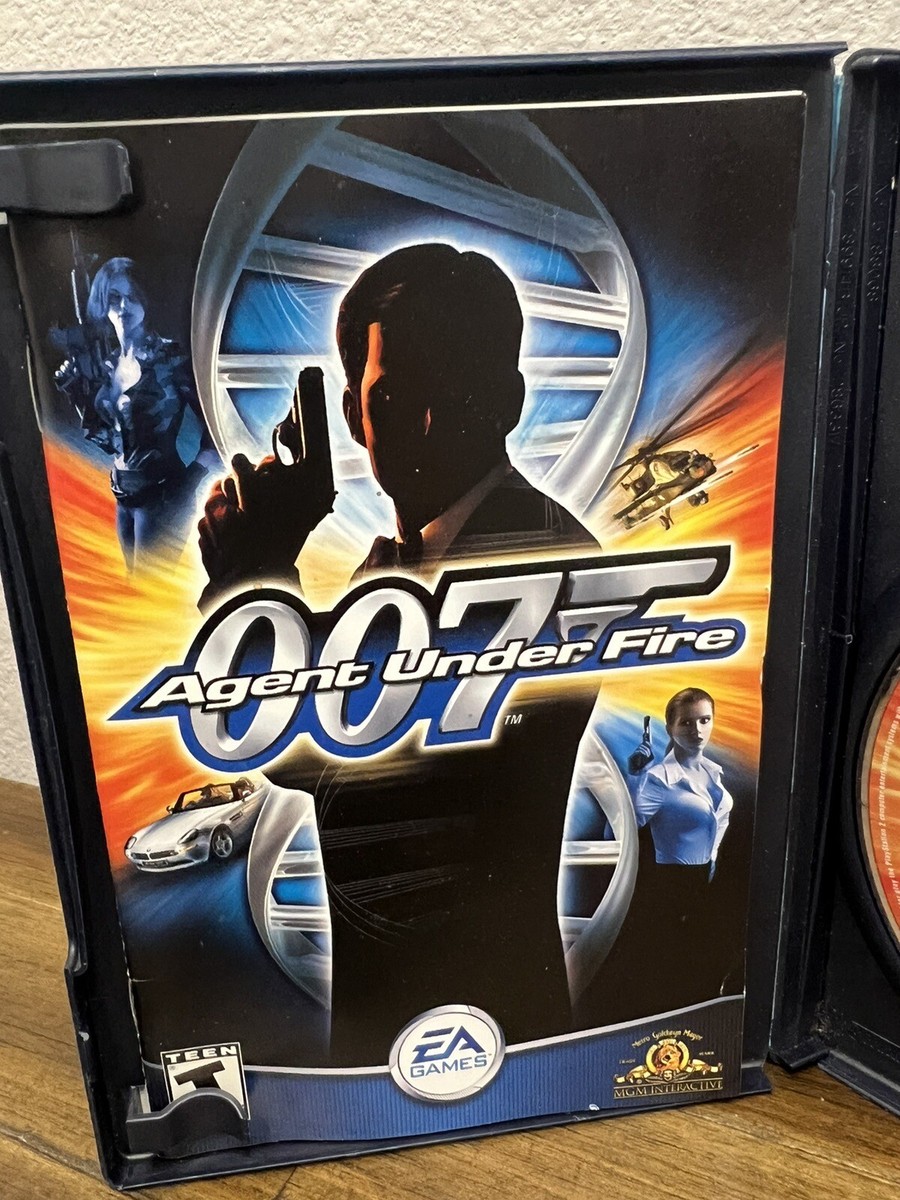 007
Agent Under Fire
TM
TEEN
T
EA
GAMES
Metro Goldwyn Mayer
MGM INTERACTIVE